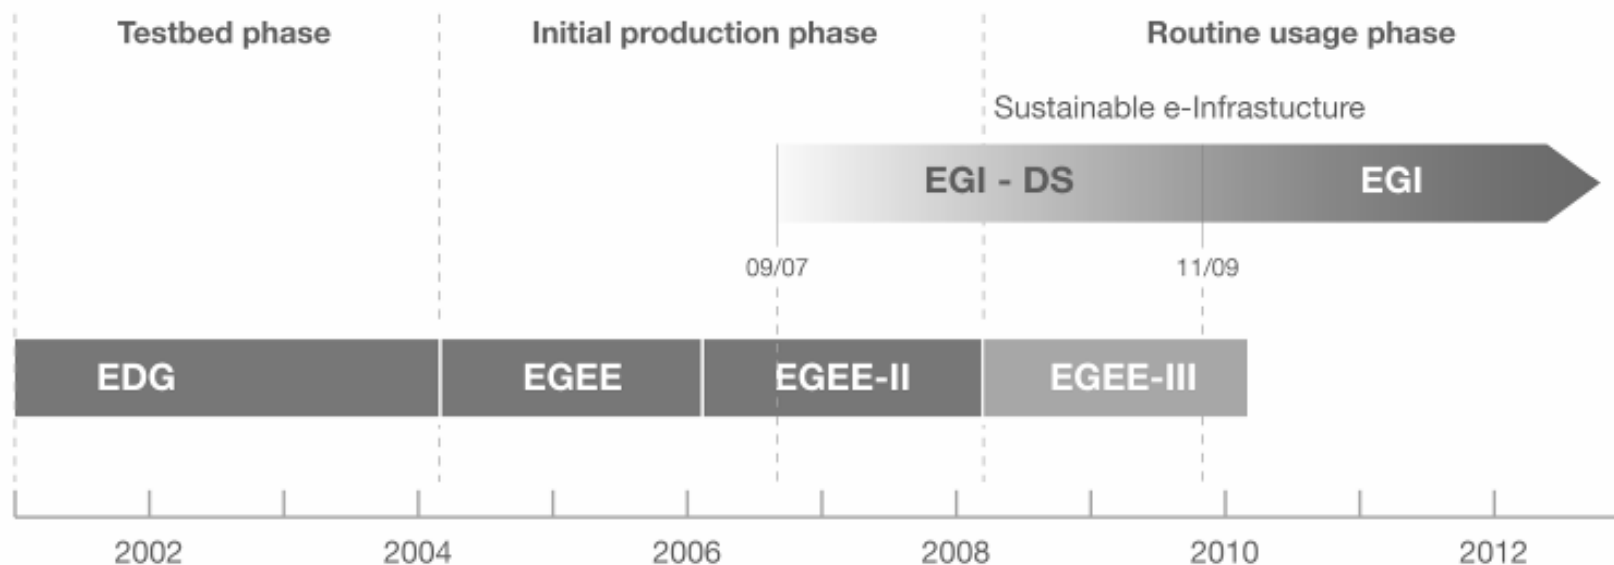 Testbed phase
Initial production phase
Routine usage phase
Sustainable e-Infrastucture
EGI - DS
EGI
09/07
11/09
EDG
EGEE
EGEE-II
EGEE-III
2002
2004
2006
2008
2010
2012